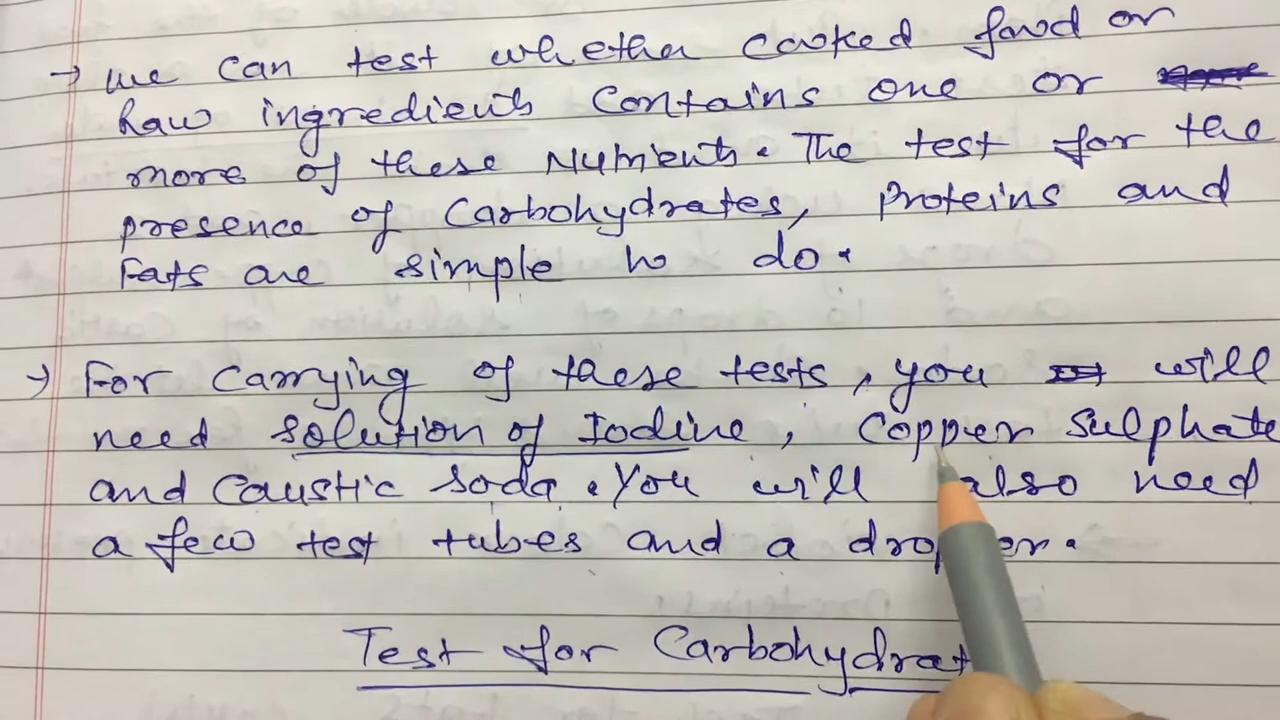 → we can test whether cooked food or
Raw ingredients contains one or
more of these Nutrients. The test for the
presence of Carbohydrates, Proteins and
Fats are simple to do.
→ For Carrying of these tests, you will
need solution of Iodine, Copper Sulphate
and Caustic soda. You will also need
a few test tubes and a dropper.
Test for Carbohydrat